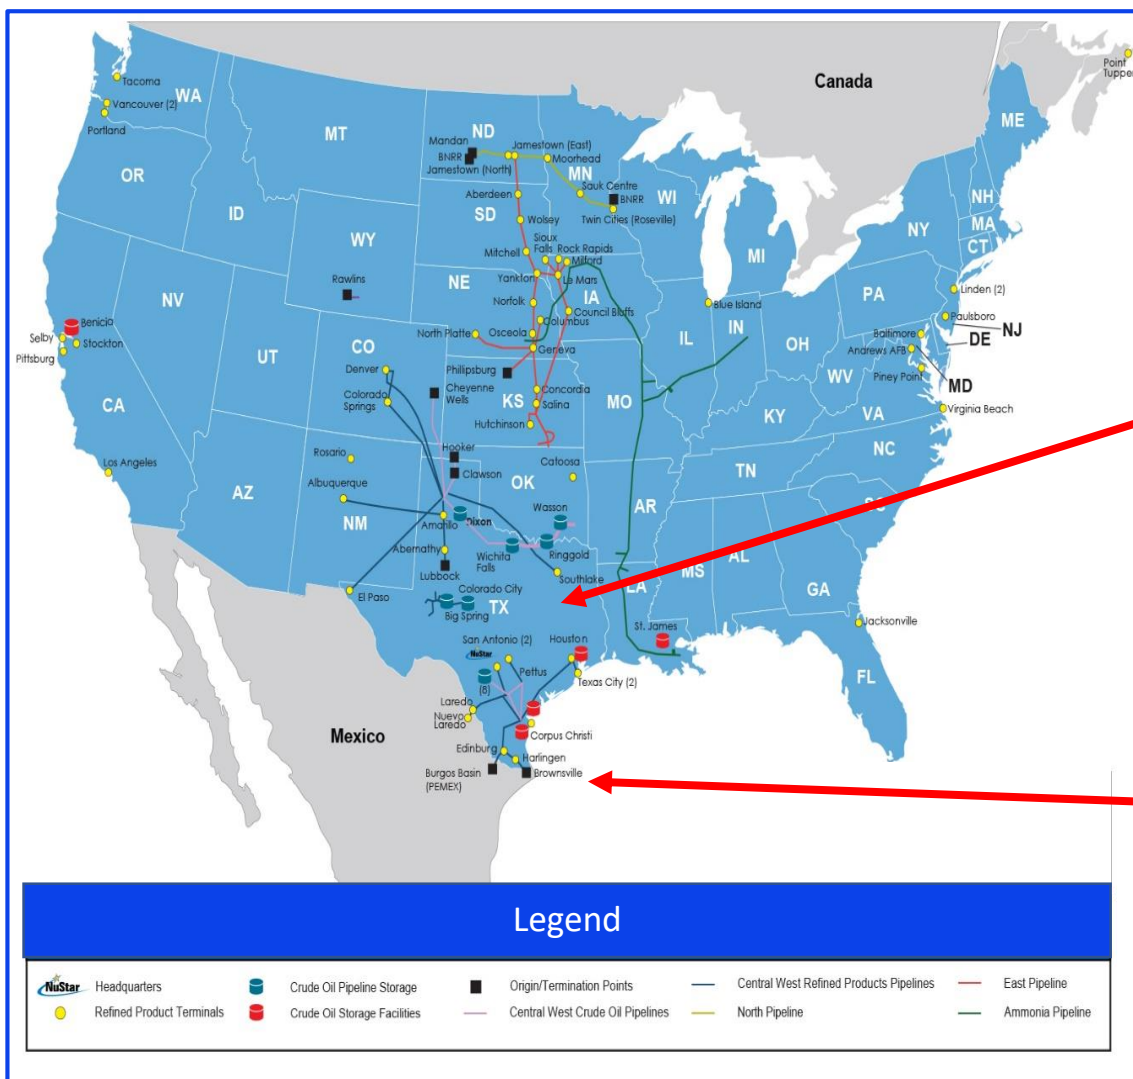 Canada
Point
Tupper
Tacoma
WA
Vancouver (2)
Portland
MT
ND
Mandan
BNRR
Jamestown (North)
Jamestown (East)
Moorhead
MN
Sauk Centre
BNRR
Twin Cities (Roseville)
WI
ME
OR
ID
Aberdeen
SD
Wolsey
NH
MA
CT
NY
WY
Mitchell
Sioux
Falls
Rock Rapids
Milford
MI
Rawlins
NE
Yankton
Le Mars
IA
PA
Linden (2)
NV
Norfolk
Columbus
Council Bluffs
Blue Island
Paulsboro
NJ
Benicia
Selby
Stockton
Pittsburg
North Platte
Osceola
Geneva
IL
IN
OH
Baltimore
Andrews AFB
DE
UT
CO
Denver
Phillipsburg
WV
Piney Point
MD
CA
Colorado
Springs
Cheyenne
Wells
KS
Concordia
Salina
MO
KY
VA
Virginia Beach
Hutchinson
NC
Rosario
Hooker
Clawson
Catoosa
TN
Los Angeles
AZ
Albuquerque
OK
AR
SC
NM
Amarillo
Dixon
Wasson
Abernathy
Wichita
Falls
Ringgold
MS
AL
Lubbock
Southlake
LA
GA
El Paso
Colorado City
Big Spring
TX
St. James
Jacksonville
San Antonio (2)
Houston
NuStar
Pettus
(8)
Texas City (2)
FL
Laredo
Nuevo
Laredo
Corpus Christi
Mexico
Edinburg
Harlingen
Burgos Basin
(PEMEX)
Brownsville
Legend
NuStar Headquarters
Crude Oil Pipeline Storage
Origin/Termination Points
Central West Refined Products Pipelines
East Pipeline
Refined Product Terminals
Crude Oil Storage Facilities
Central West Crude Oil Pipelines
North Pipeline
Ammonia Pipeline